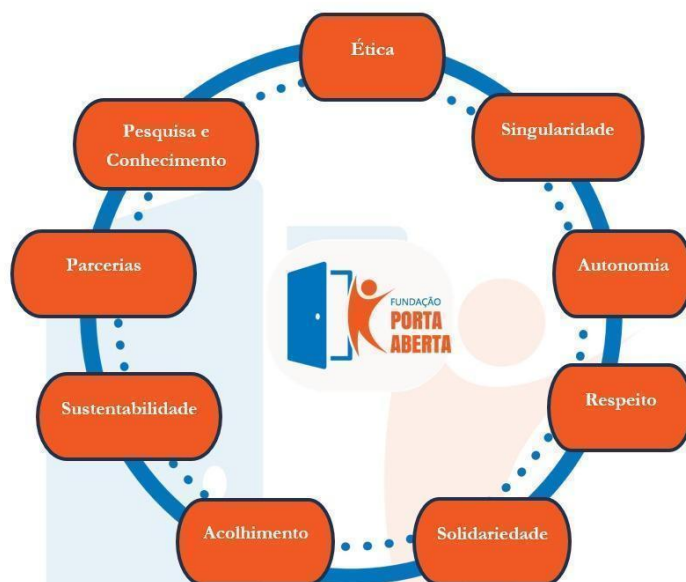 Ética
Singularidade
Autonomia
Respeito
Solidariedade
Acolhimento
Sustentabilidade
Parcerias
Pesquisa e
Conhecimento
FUNDAÇÃO
PORTA
ABERTA